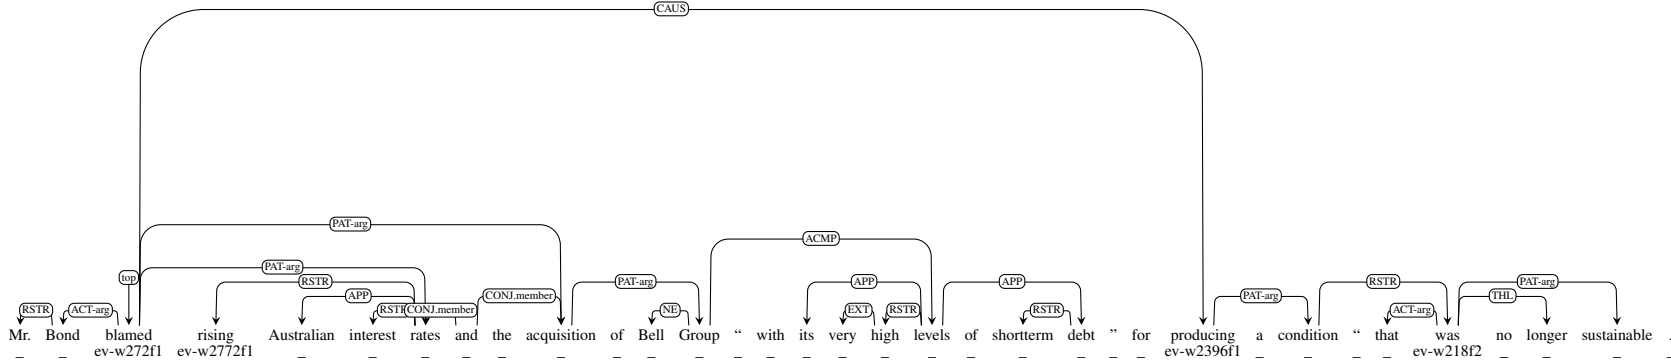 CAUS
PAT-arg
ACMP
PAT-arg
top
RSTR PAT-arg APP APP RSTR PAT-arg
APP CONJ.member PAT-arg THL
RSTR ACT-arg RSTR CONJ.member NE EXT RSTR RSTR ACT-arg
Mr. Bond blamed rising Australian interest rates and the acquisition of Bell Group “ with its very high levels of shortterm debt ” for producing a condition “ that was no longer sustainable
_ _ ev-w272f1 ev-w2772f1 _ _ _ _ _ _ _ _ _ _ _ _ _ _ _ _ _ _ _ _ ev-w2396f1 _ _ _ _ ev-w218f2 _ _ _